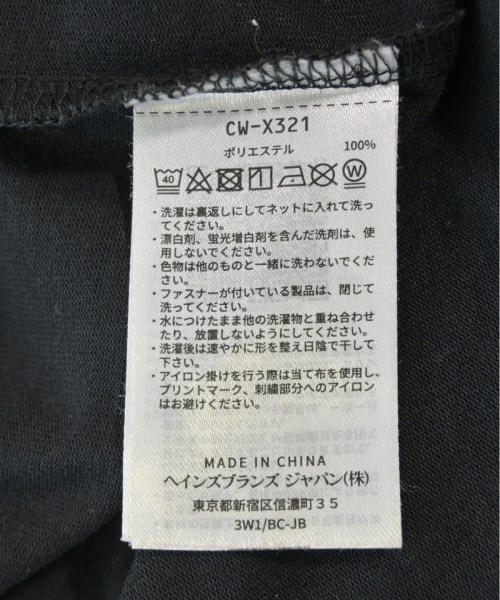 CW-X321
ポリエステル 100%
40 W
・洗濯は裏返しにしてネットに入れて洗っ
てください。
・漂白剤、蛍光増白剤を含んだ洗剤は、使
用しないでください。
・色物は他のものと一緒に洗わないでくだ
さい。
・ファスナーが付いている製品は、閉じて
洗ってください。
・水につけたまま他の洗濯物と重ね合わせ
たり、放置しないようにしてください。
・洗濯後は速やかに形を整え日陰で干して
下さい。
・アイロン掛けを行う際は当て布を使用し、
プリントマーク、刺繍部分へのアイロン
はお避けください。
MADE IN CHINA
ヘインズブランズ ジャパン(株)
東京都新宿区信濃町３５
3W1/BC-JB